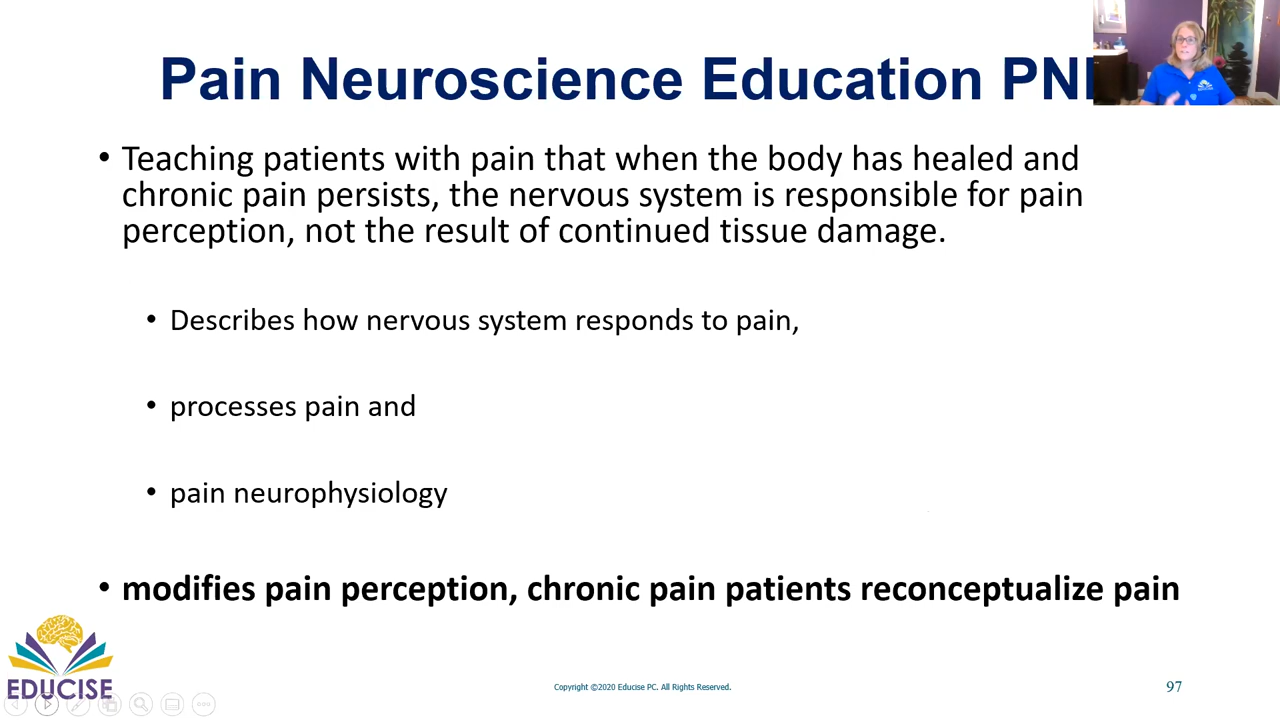 Pain Neuroscience Education PN
• Teaching patients with pain that when the body has healed and
chronic pain persists, the nervous system is responsible for pain
perception, not the result of continued tissue damage.
• Describes how nervous system responds to pain,
• processes pain and
• pain neurophysiology
• modifies pain perception, chronic pain patients reconceptualize pain
EDUCISE
Copyright ©2020 Educise PC. All Rights Reserved.
97